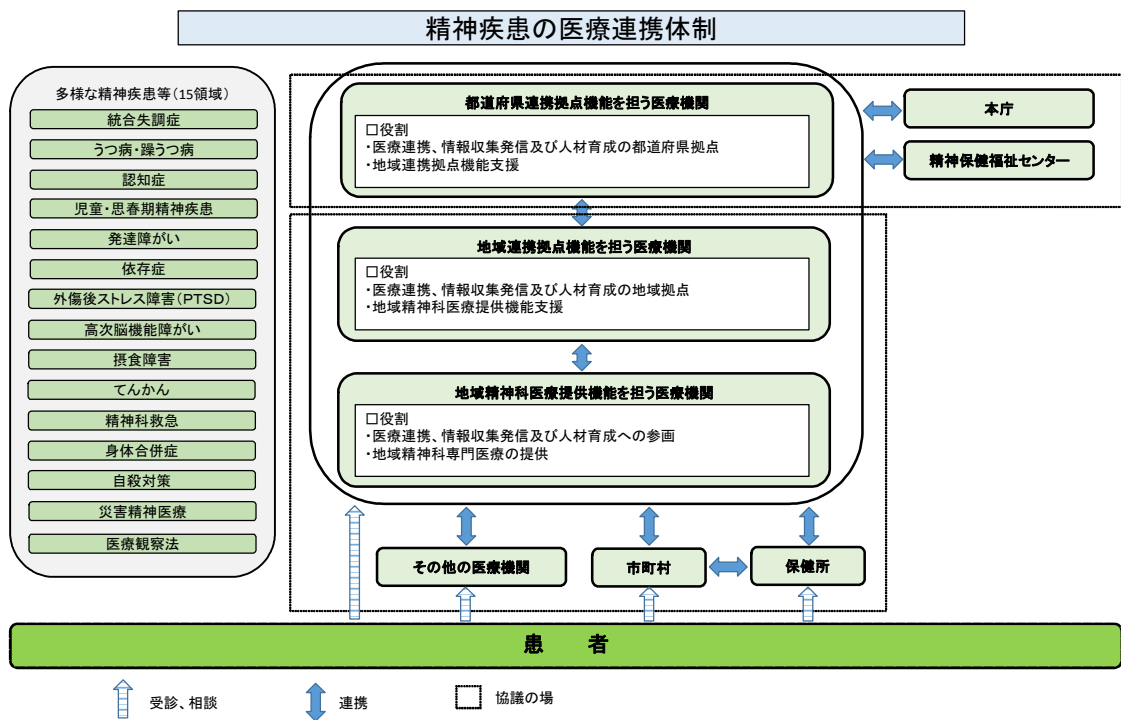 精神疾患の医療連携体制
多様な精神疾患等（15領域）
統合失調症
うつ病・躁うつ病
認知症
児童・思春期精神疾患
発達障がい
依存症
外傷後ストレス障害（PTSD）
高次脳機能障がい
摂食障害
てんかん
精神科救急
身体合併症
自殺対策
災害精神医療
医療観察法
都道府県連携拠点機能を担う医療機関
□役割
・医療連携、情報収集発信及び人材育成の都道府県拠点
・地域連携拠点機能支援
本庁
精神保健福祉センター
地域連携拠点機能を担う医療機関
□役割
・医療連携、情報収集発信及び人材育成の地域拠点
・地域精神科医療提供機能支援
地域精神科医療提供機能を担う医療機関
□役割
・医療連携、情報収集発信及び人材育成への参画
・地域精神科専門医療の提供
その他の医療機関
市町村
保健所
患　者
受診、相談
連携
協議の場